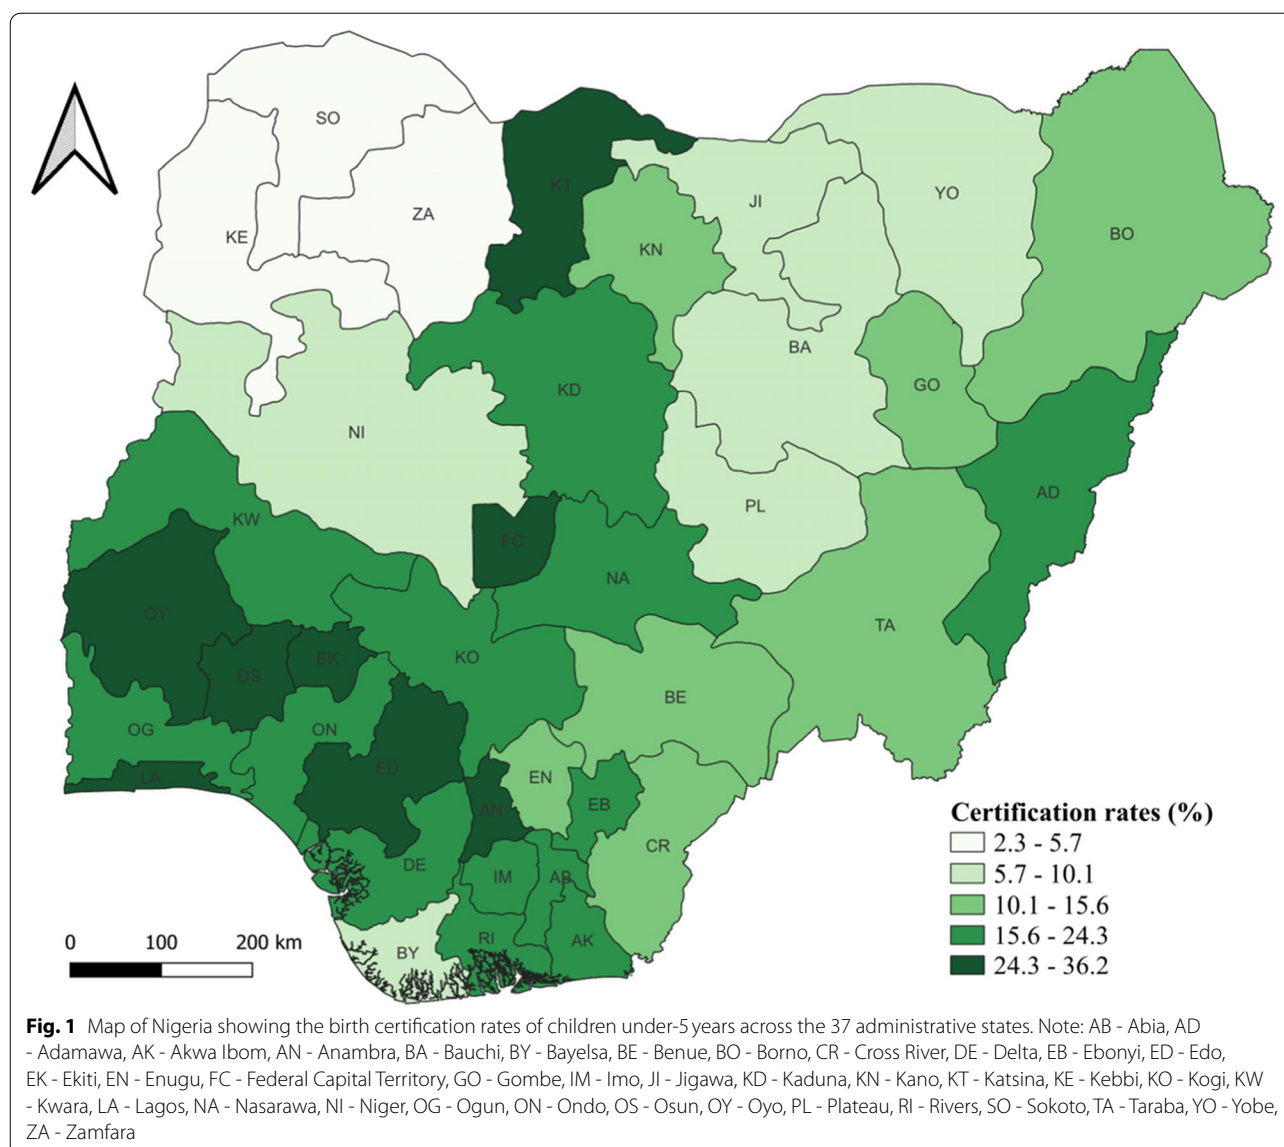 SO
KT
ZA
JI
YO
KE
KN
BO
BA
GO
KD
NI
AD
PL
KW
FC
NA
OY
TA
EK
KO
OS
BE
OG
ON
LA
ED
EN
AN
EB
CR
DE
IM
AB
RI
AK
BY
Certification rates (%)
2.3 - 5.7
5.7 - 10.1
10.1 - 15.6
15.6 - 24.3
24.3 - 36.2
0 100 200 km
Fig. 1 Map of Nigeria showing the birth certification rates of children under-5 years across the 37 administrative states. Note: AB - Abia, AD
- Adamawa, AK - Akwa Ibom, AN - Anambra, BA - Bauchi, BY - Bayelsa, BE - Benue, BO - Borno, CR - Cross River, DE - Delta, EB - Ebonyi, ED - Edo,
EK - Ekiti, EN - Enugu, FC - Federal Capital Territory, GO - Gombe, IM - Imo, JI - Jigawa, KD - Kaduna, KN - Kano, KT - Katsina, KE - Kebbi, KO - Kogi, KW
- Kwara, LA - Lagos, NA - Nasarawa, NI - Niger, OG - Ogun, ON - Ondo, OS - Osun, OY - Oyo, PL - Plateau, RI - Rivers, SO - Sokoto, TA - Taraba, YO - Yobe,
ZA - Zamfara